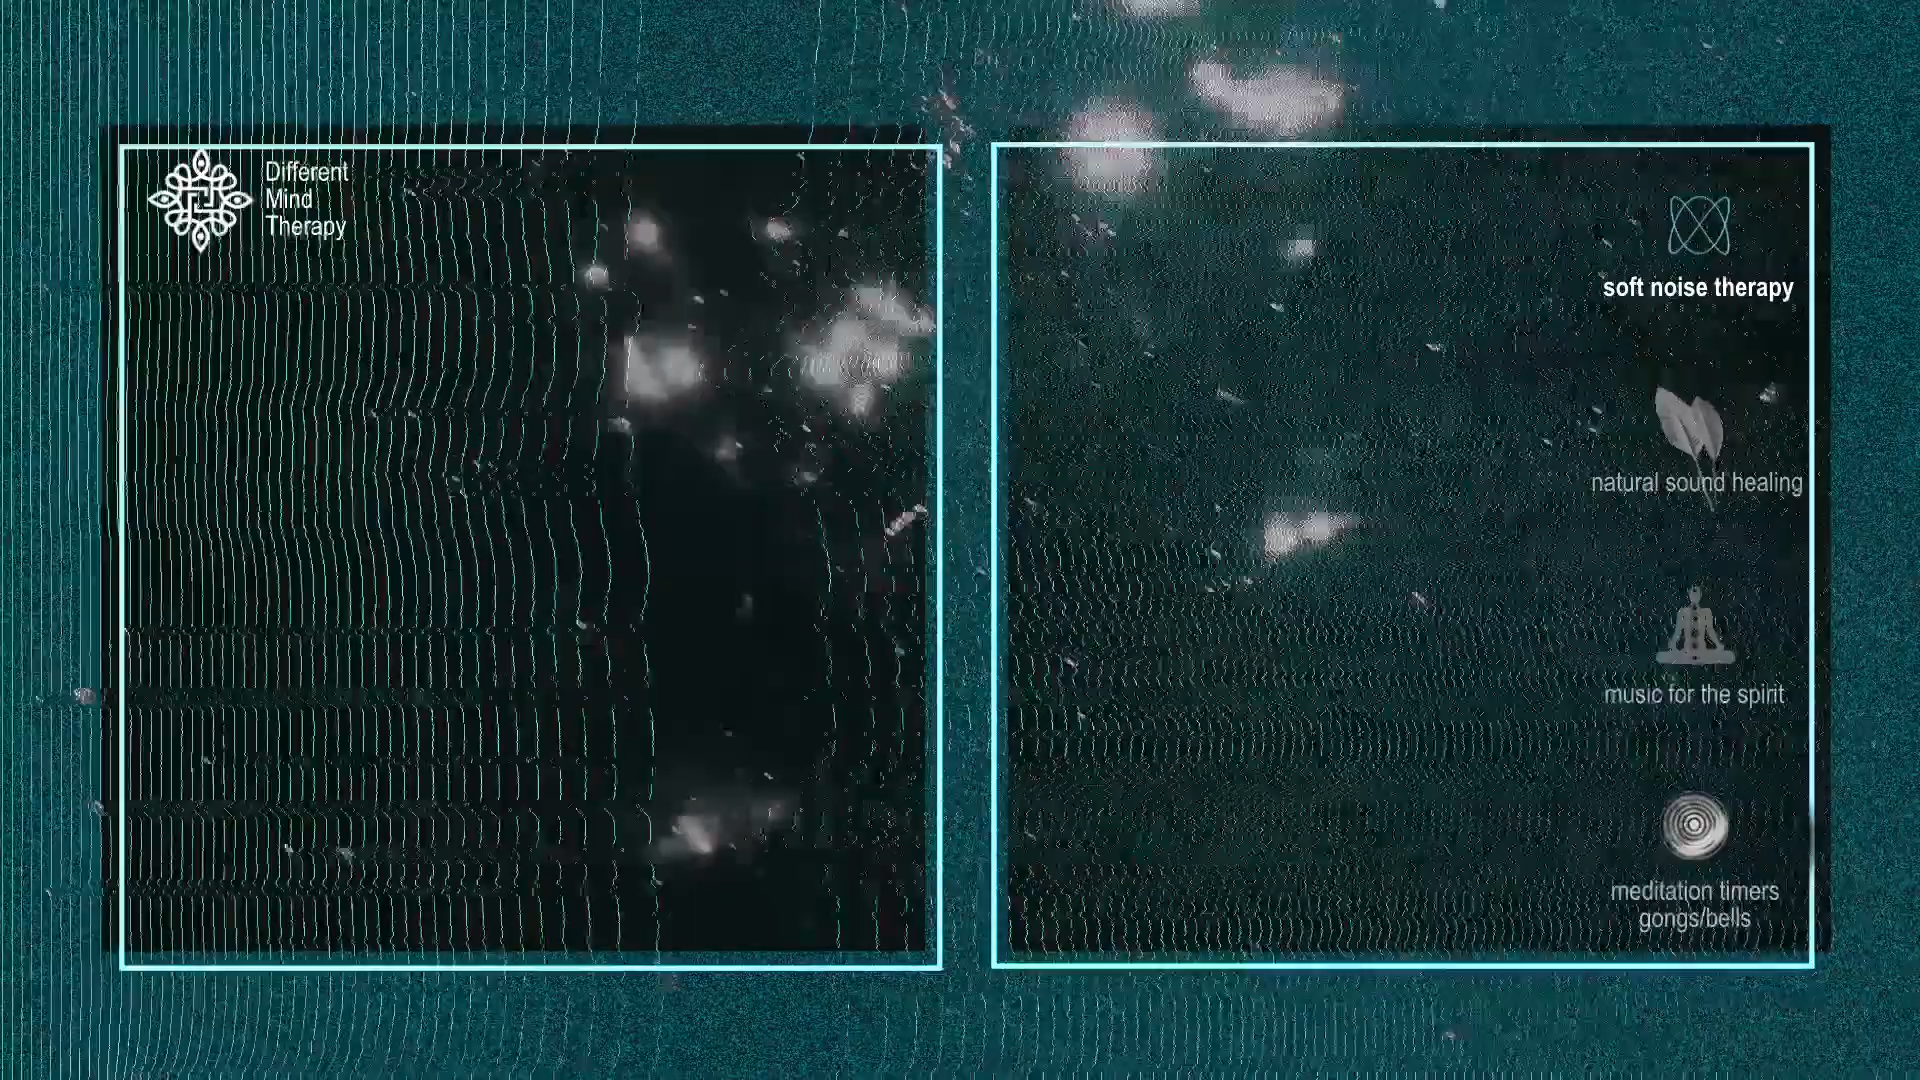 Different
Mind
Therapy
soft noise therapy
natural sound healing
music for the spirit
meditation timers
gongs/bells